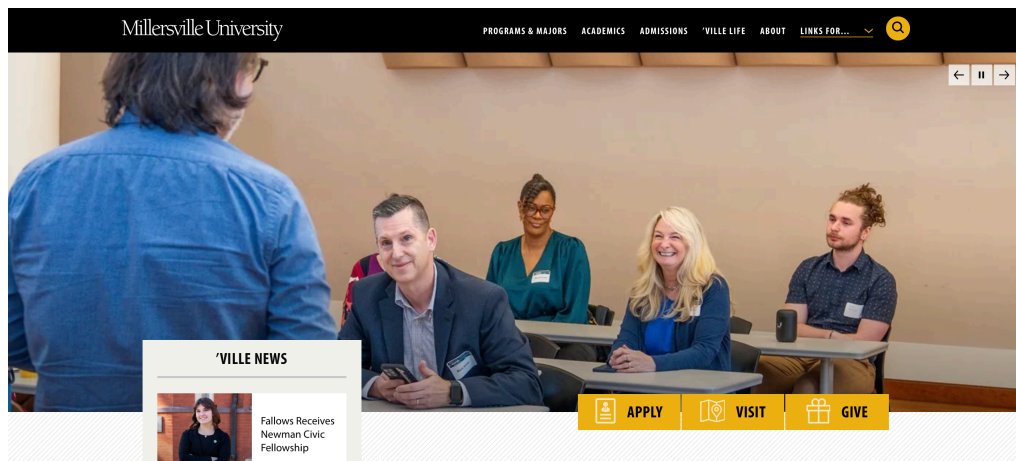 Millersville University
PROGRAMS & MAJORS ACADEMICS ADMISSIONS ’VILLE LIFE ABOUT LINKS FOR...
’VILLE NEWS
Fallows Receives
Newman Civic
Fellowship
APPLY VISIT GIVE